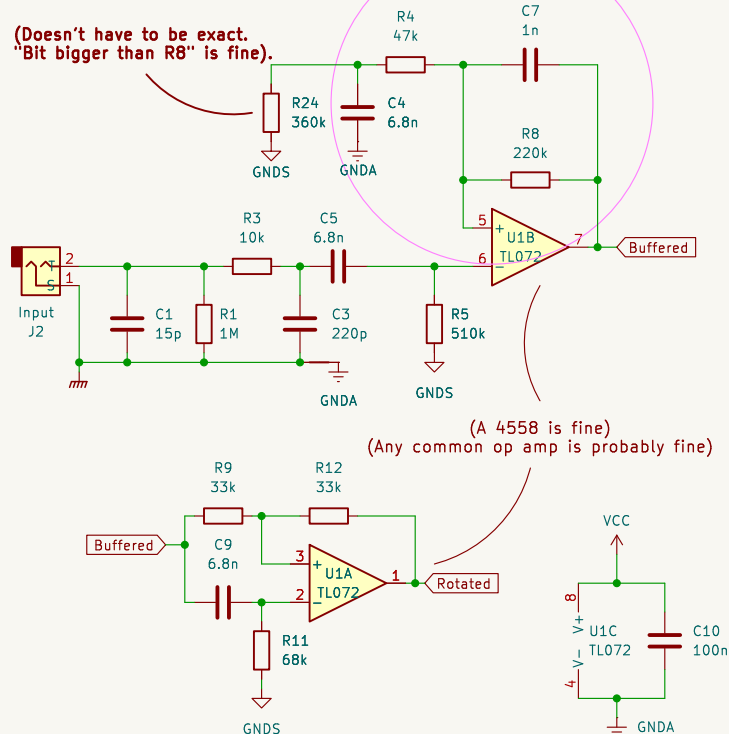 (Doesn't have to be exact.
"Bit bigger than R8" is fine).
R4
47k
C7
1n
R24
360k
C4
6.8n
GNDS
GNDA
R8
220k
5
+
U1B
TL072
6
−
7
Buffered
R3
10k
C5
6.8n
2
T
1
S
Input
J2
C1
15p
R1
1M
C3
220p
R5
510k
GNDA
GNDS
(A 4558 is fine)
(Any common op amp is probably fine)
R9
33k
R12
33k
Buffered
C9
6.8n
3
+
U1A
TL072
2
−
1
Rotated
R11
68k
GNDS
VCC
8
V+
U1C
TL072
V−
4
C10
100n
GNDA